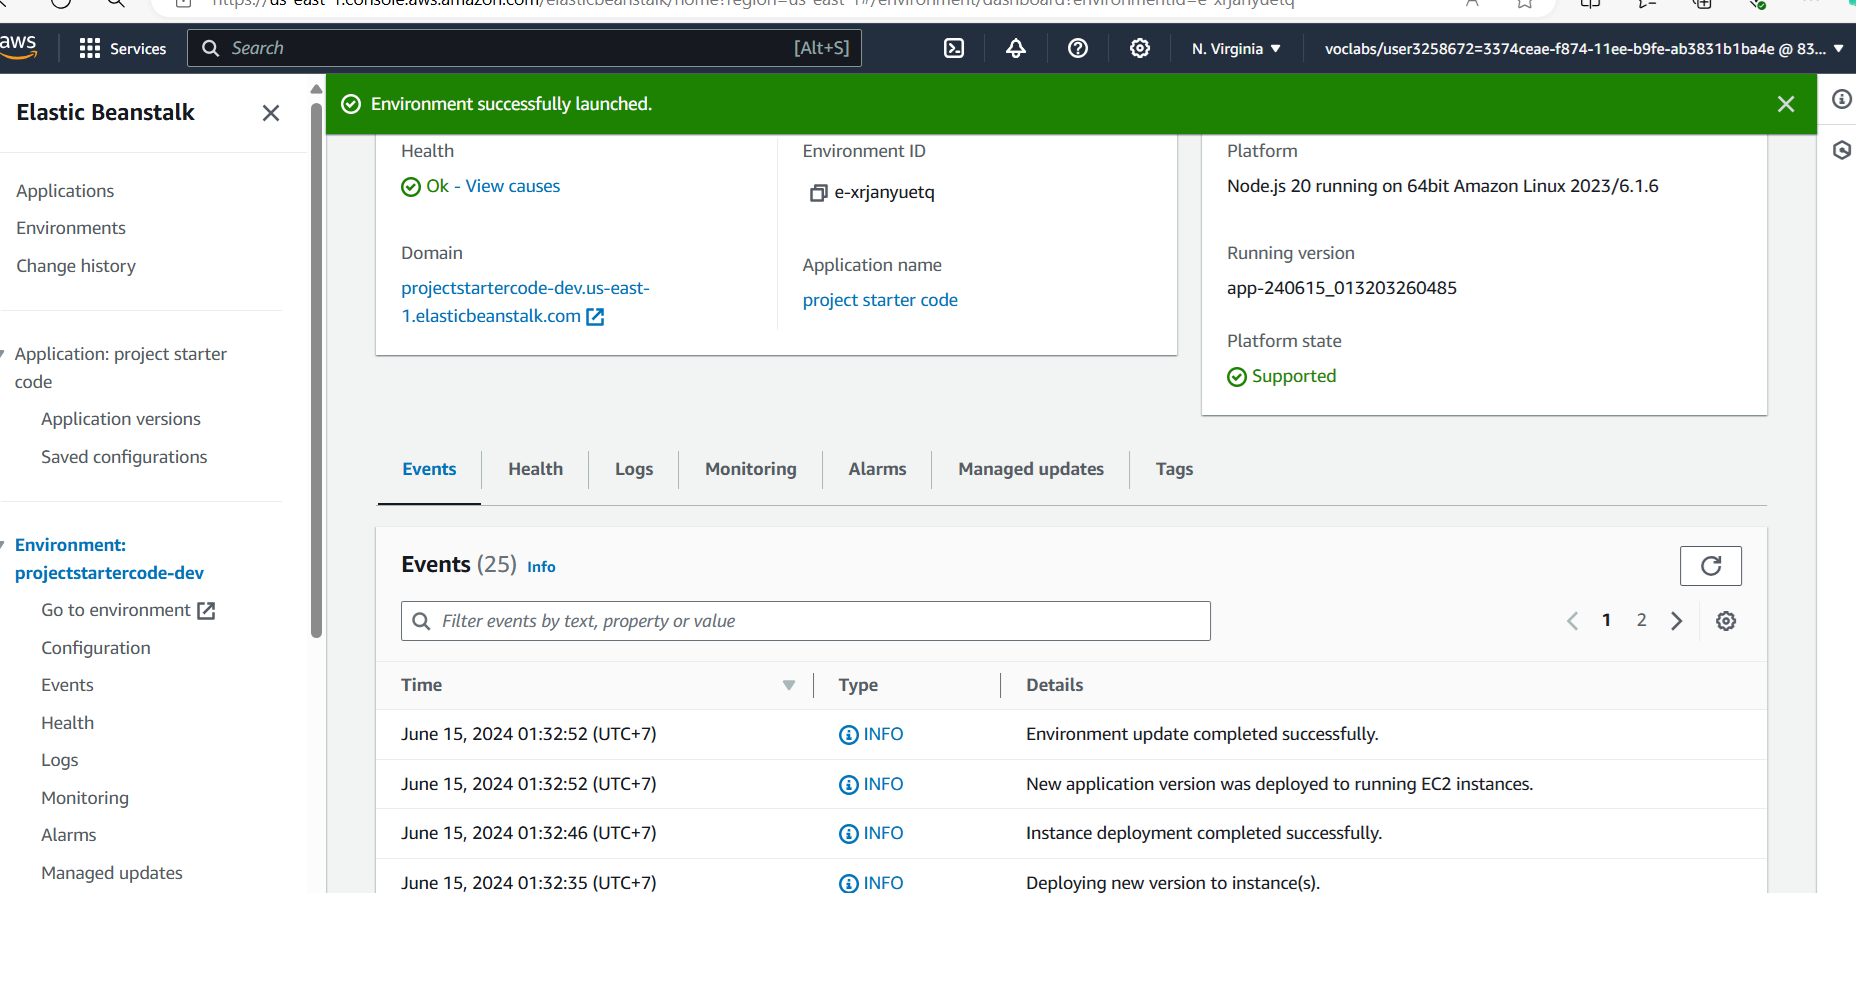 https://us-east-1.console.aws.amazon.com/elasticbeanstalk/home?region=us-east-1#/environment/dashboard?environmentId=e-xrjanyuetq
aws
Services
Search
[Alt+S]
N. Virginia
voclabs/user3258672=3374ceae-f874-11ee-b9fe-ab3831b1ba4e @ 83...
Elastic Beanstalk
Applications
Environments
Change history
Application: project starter
code
Application versions
Saved configurations
Environment:
projectstartercode-dev
Go to environment
Configuration
Events
Health
Logs
Monitoring
Alarms
Managed updates
Environment successfully launched.
Health
Ok - View causes
Domain
projectstartercode-dev.us-east-
1.elasticbeanstalk.com
Environment ID
e-xrjanyuetq
Application name
project starter code
Platform
Node.js 20 running on 64bit Amazon Linux 2023/6.1.6
Running version
app-240615_013203260485
Platform state
Supported
Events
Health
Logs
Monitoring
Alarms
Managed updates
Tags
Events (25) Info
Filter events by text, property or value
1 2
Time Type Details
June 15, 2024 01:32:52 (UTC+7) INFO Environment update completed successfully.
June 15, 2024 01:32:52 (UTC+7) INFO New application version was deployed to running EC2 instances.
June 15, 2024 01:32:46 (UTC+7) INFO Instance deployment completed successfully.
June 15, 2024 01:32:35 (UTC+7) INFO Deploying new version to instance(s).